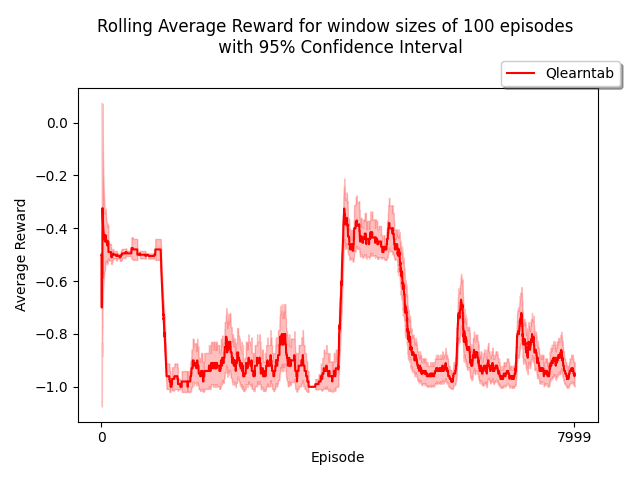 Rolling Average Reward for window sizes of 100 episodes
with 95% Confidence Interval
Qlearntab
0.0
−0.2
−0.4
−0.6
−0.8
−1.0
Average Reward
0
7999
Episode